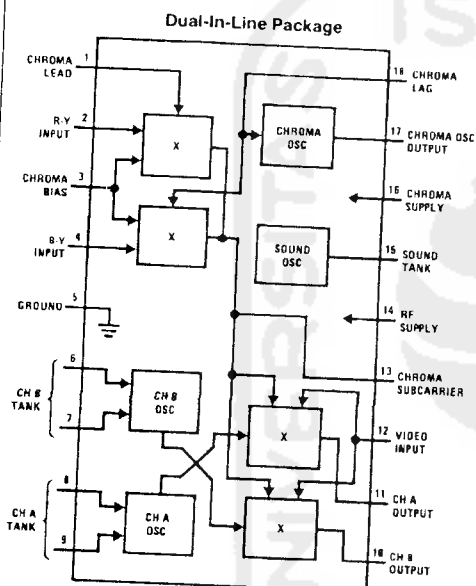 Dual-In-Line Package
CHROMA
LEAD
1
R-Y
INPUT
2
CHROMA
BIAS
3
B-Y
INPUT
4
GROUND
5
6
CH B
TANK
7
8
CH A
TANK
9
X
X
CHROMA
OSC
SOUND
OSC
CH B
OSC
CH A
OSC
X
X
18 CHROMA
LAG
17 CHROMA OSC
OUTPUT
16 CHROMA
SUPPLY
15 SOUND
TANK
14 RF
SUPPLY
13 CHROMA
SUBCARRIER
12 VIDEO
INPUT
11 CH A
OUTPUT
10 CH B
OUTPUT